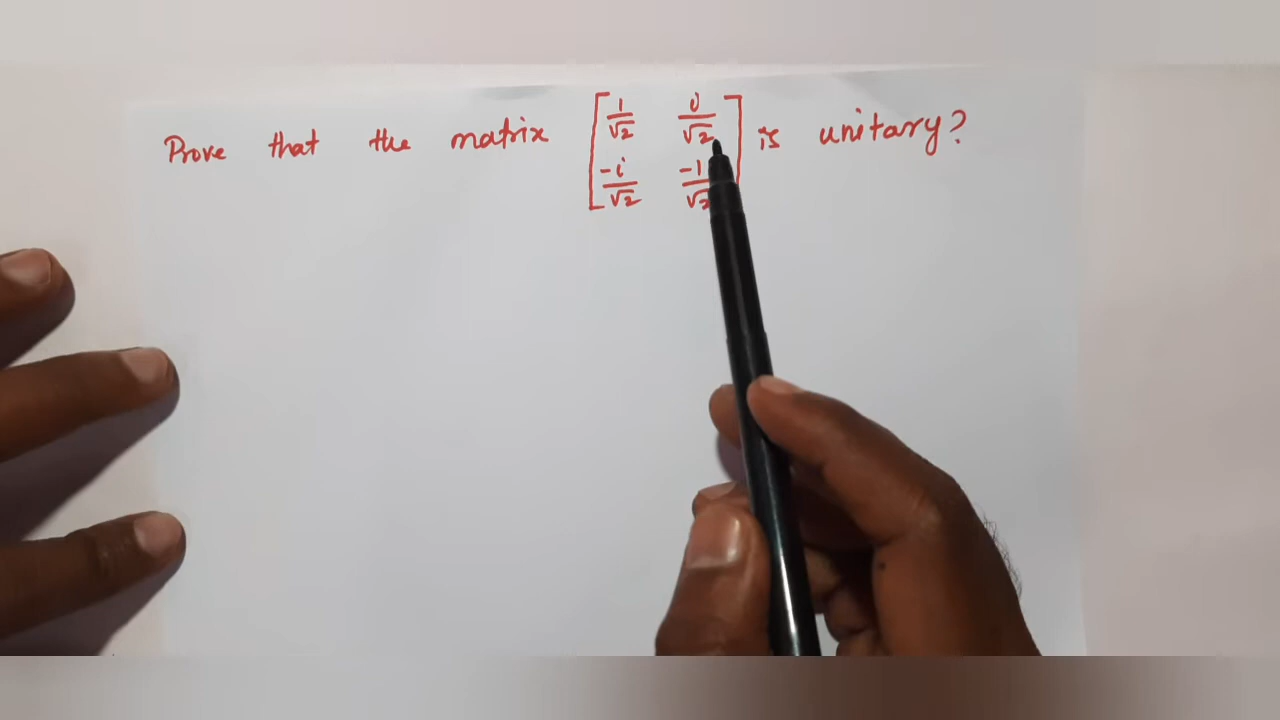 Prove that the matrix [ 1/√2 i/√2 ; -i/√2 -1/√2 ] is unitary?